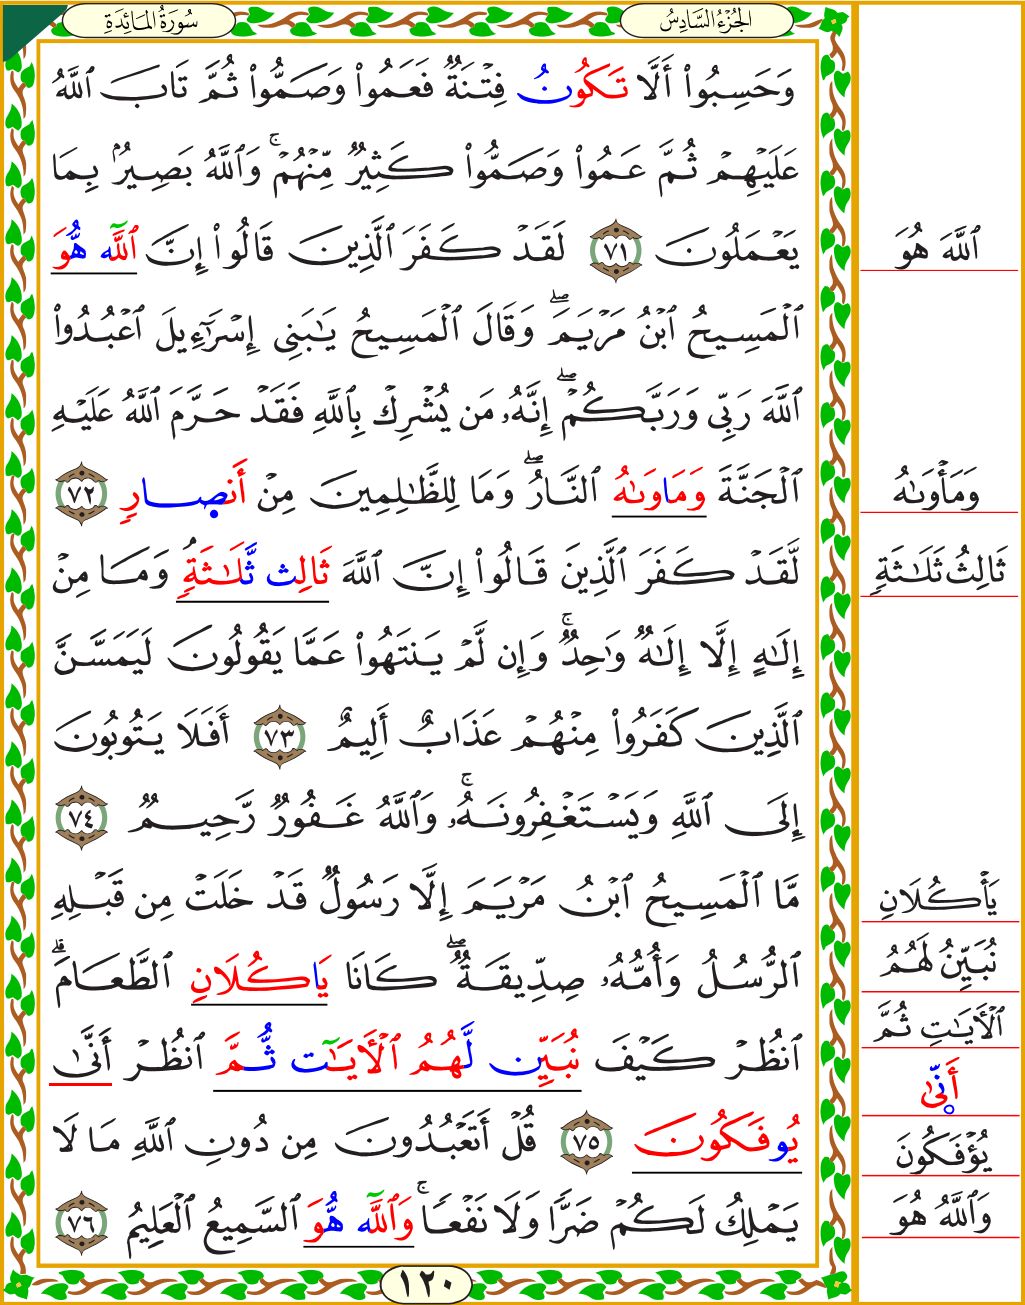 سُورَةُ المَائِدَةِ
الجُزْءُ السَّادِسُ
وَحَسِبُوٓا۟ أَلَّا تَكُونُ فِتْنَةٌ فَعَمُوا۟ وَصَمُّوا۟ ثُمَّ تَابَ ٱللَّهُ
عَلَيْهِمْ ثُمَّ عَمُوا۟ وَصَمُّوا۟ كَثِيرٌ مِّنْهُمْ ۚ وَٱللَّهُ بَصِيرٌۢ بِمَا
يَعْمَلُونَ ٧١ لَقَدْ كَفَرَ ٱلَّذِينَ قَالُوٓا۟ إِنَّ ٱللَّٓه هُّوَ
ٱلْمَسِيحُ ٱبْنُ مَرْيَمَ ۖ وَقَالَ ٱلْمَسِيحُ يَٰبَنِىٓ إِسْرَٰٓءِيلَ ٱعْبُدُوا۟
ٱللَّهَ رَبِّى وَرَبَّكُمْ ۖ إِنَّهُۥ مَن يُشْرِكْ بِٱللَّهِ فَقَدْ حَرَّمَ ٱللَّهُ عَلَيْهِ
ٱلْجَنَّةَ وَمَاوَىٰهُ ٱلنَّارُ ۖ وَمَا لِلظَّٰلِمِينَ مِنْ أَنصِارٍ ٧٢
لَّقَدْ كَفَرَ ٱلَّذِينَ قَالُوٓا۟ إِنَّ ٱللَّهَ ثَالِث ثَّلَٰثَةٍ ۘ وَمَا مِنْ
إِلَٰهٍ إِلَّآ إِلَٰهٌ وَٰحِدٌ ۚ وَإِن لَّمْ يَنتَهُوا۟ عَمَّا يَقُولُونَ لَيَمَسَّنَّ
ٱلَّذِينَ كَفَرُوا۟ مِنْهُمْ عَذَابٌ أَلِيمٌ ٧٣ أَفَلَا يَتُوبُونَ
إِلَى ٱللَّهِ وَيَسْتَغْفِرُونَهُۥ ۚ وَٱللَّهُ غَفُورٌ رَّحِيمٌ ٧٤
مَّا ٱلْمَسِيحُ ٱبْنُ مَرْيَمَ إِلَّا رَسُولٌ قَدْ خَلَتْ مِن قَبْلِهِ
ٱلرُّسُلُ وَأُمُّهُۥ صِدِّيقَةٌ ۖ كَانَا يَاكُلَانِ ٱلطَّعَامَ ۗ
ٱنظُرْ كَيْفَ نُبَيِّن لَّهُمُ ٱلْآيَٰٓت ثُّمَّ ٱنظُرْ أَنَّىٰ
يُوفَكُونَ ٧٥ قُلْ أَتَعْبُدُونَ مِن دُونِ ٱللَّهِ مَا لَا
يَمْلِكُ لَكُمْ ضَرًّا وَلَا نَفْعًا ۚ وَٱللَّٓه هُّوَ ٱلسَّمِيعُ ٱلْعَلِيمُ ٧٦
١٢٠
ٱللَّهَ هُوَ
وَمَأْوَىٰهُ
ثَالِثُ ثَلَٰثَةٍ
يَأْكُلَانِ
نُبَيِّنُ لَهُمُ
ٱلْآيَٰتِ ثُمَّ
أَنِّىٰ
يُؤْفَكُونَ
وَٱللَّهُ هُوَ